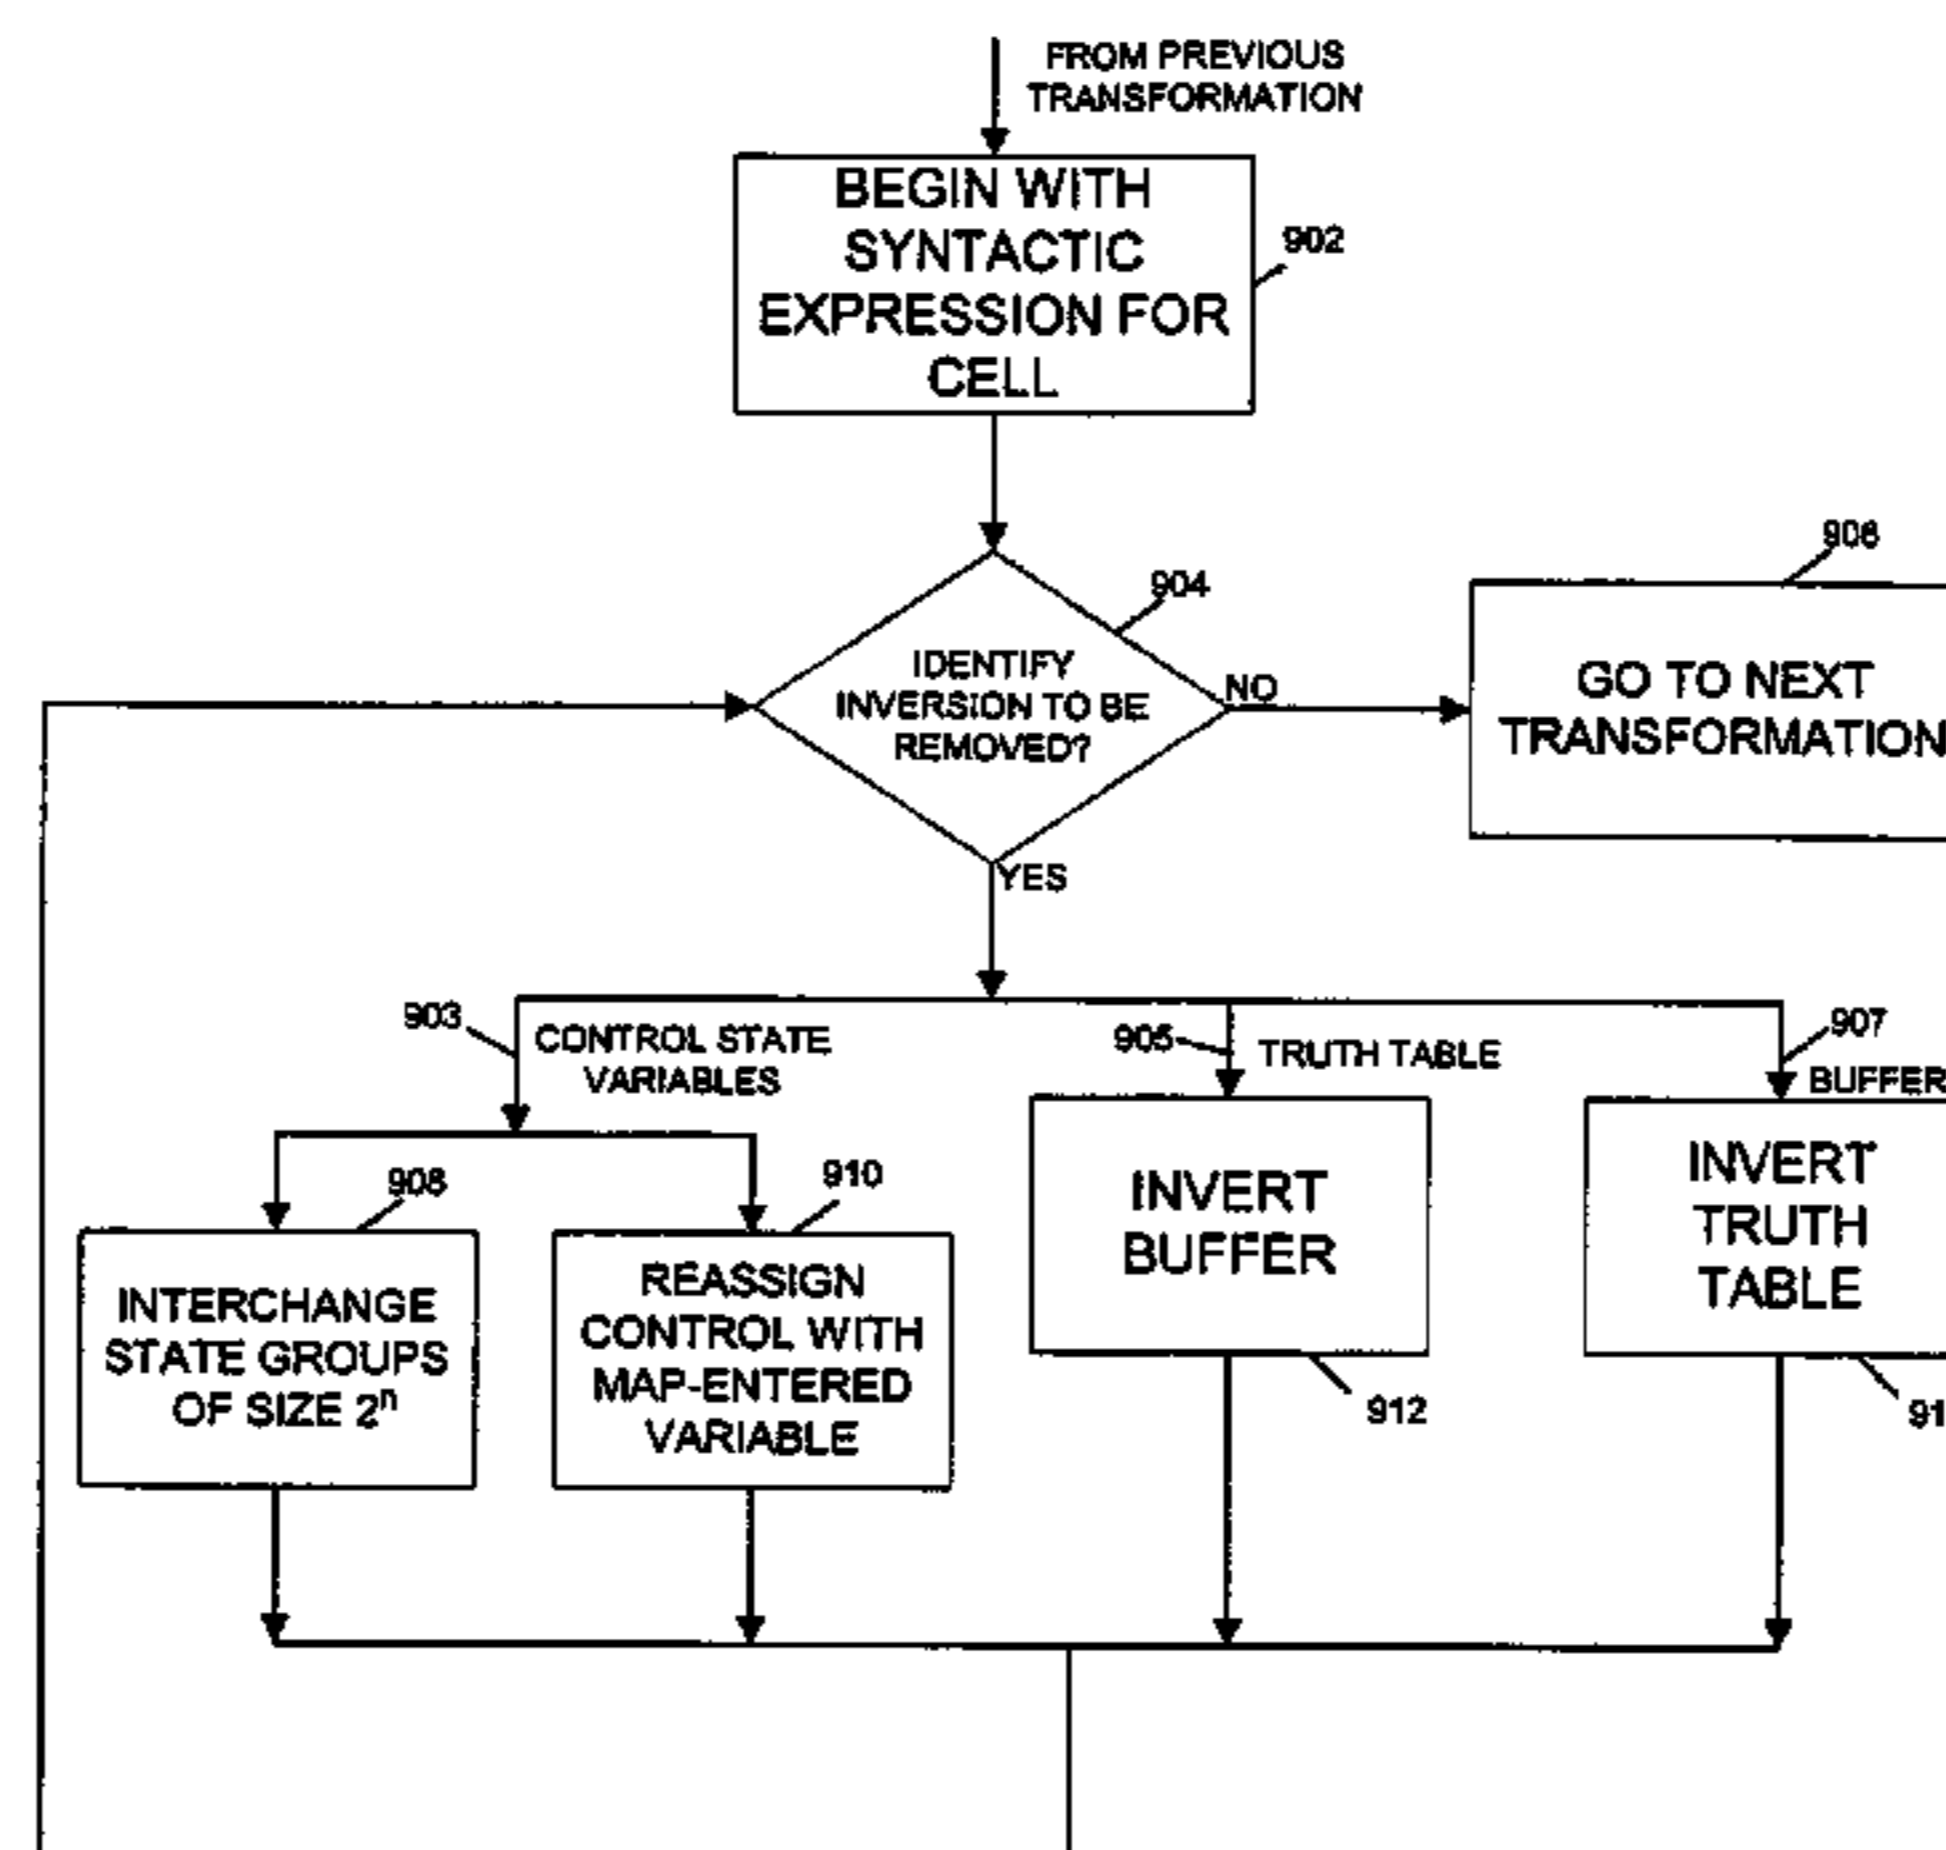 FROM PREVIOUS
TRANSFORMATION
BEGIN WITH
SYNTACTIC
EXPRESSION FOR
CELL
902
904
906
IDENTIFY
INVERSION TO BE
REMOVED?
NO
GO TO NEXT
TRANSFORMATION
YES
903
CONTROL STATE
VARIABLES
905
TRUTH TABLE
907
BUFFER
908
910
INTERCHANGE
STATE GROUPS
OF SIZE 2ⁿ
REASSIGN
CONTROL WITH
MAP-ENTERED
VARIABLE
INVERT
BUFFER
912
INVERT
TRUTH
TABLE